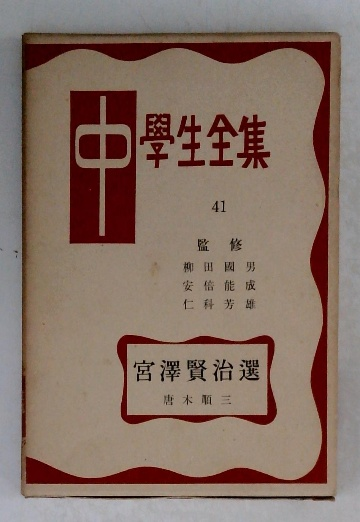 中學生全集
41
監修
柳田國男
安倍能成
仁科芳雄
宮澤賢治選
唐木順三